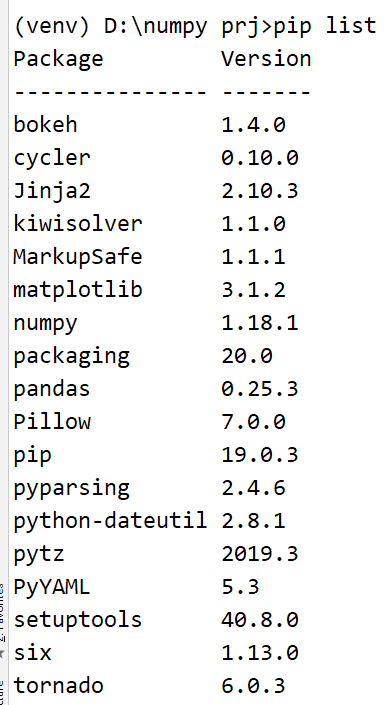 (venv) D:\numpy prj>pip list
Package Version
--------------- -------
bokeh 1.4.0
cycler 0.10.0
Jinja2 2.10.3
kiwisolver 1.1.0
MarkupSafe 1.1.1
matplotlib 3.1.2
numpy 1.18.1
packaging 20.0
pandas 0.25.3
Pillow 7.0.0
pip 19.0.3
pyparsing 2.4.6
python-dateutil 2.8.1
pytz 2019.3
PyYAML 5.3
setuptools 40.8.0
six 1.13.0
tornado 6.0.3